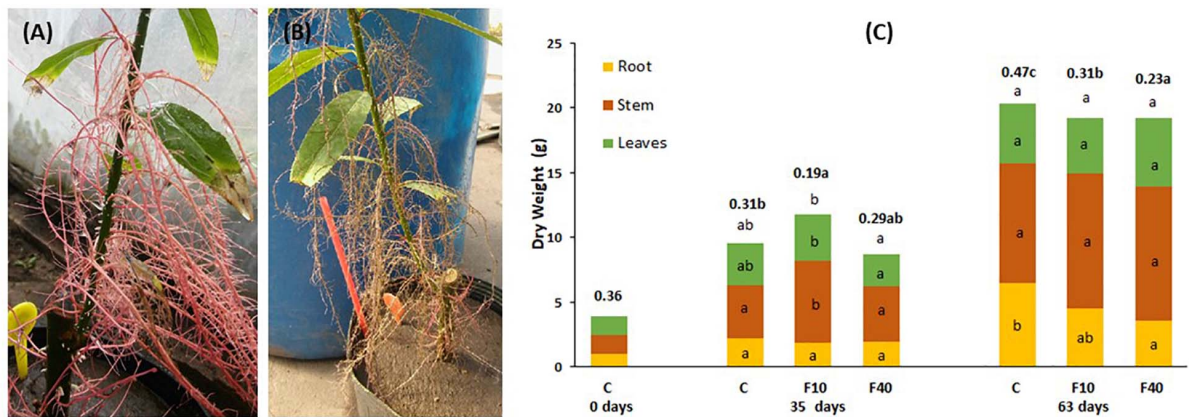 (A)
(B)
(C)
Dry Weight (g)
25
20
15
10
5
0
Root
Stem
Leaves
0.36
0.31b
ab
ab
a
a
0.19a
b
b
b
a
0.29ab
a
a
a
a
0.47c
a
a
a
b
0.31b
a
a
a
ab
0.23a
a
a
a
a
C
C F10 F40
C F10 F40
0 days
35 days
63 days